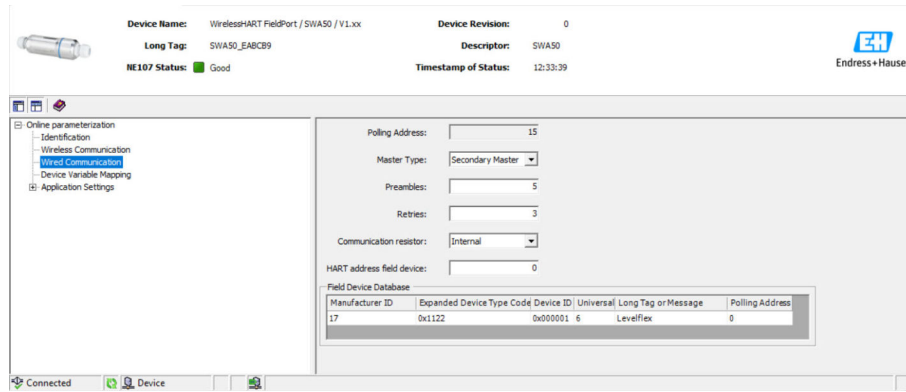 Device Name: WirelessHART FieldPort / SWA50 / V1.xx Device Revision: 0
Long Tag: SWA50_EABCB9 Descriptor: SWA50
NE107 Status: Good Timestamp of Status: 12:33:39
EH
Endress+Hause
Online parameterization
Identification
Wireless Communication
Wired Communication
Device Variable Mapping
Application Settings
Polling Address: 15
Master Type: Secondary Master
Preambles: 5
Retries: 3
Communication resistor: Internal
HART address field device: 0
Field Device Database
Manufacturer ID Expanded Device Type Code Device ID Universal Long Tag or Message Polling Address
17 0x1122 0x000001 6 Levelflex 0
Connected Device